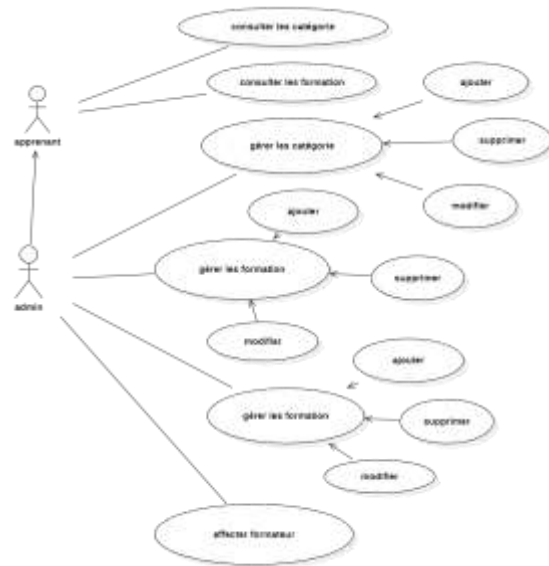 consulter les catégorie
consulter les formation
ajouter
apprenant
gérer les catégorie
supprimer
modifier
ajouter
gérer les formation
supprimer
admin
modifier
ajouter
gérer les formation
supprimer
modifier
affecter formateur